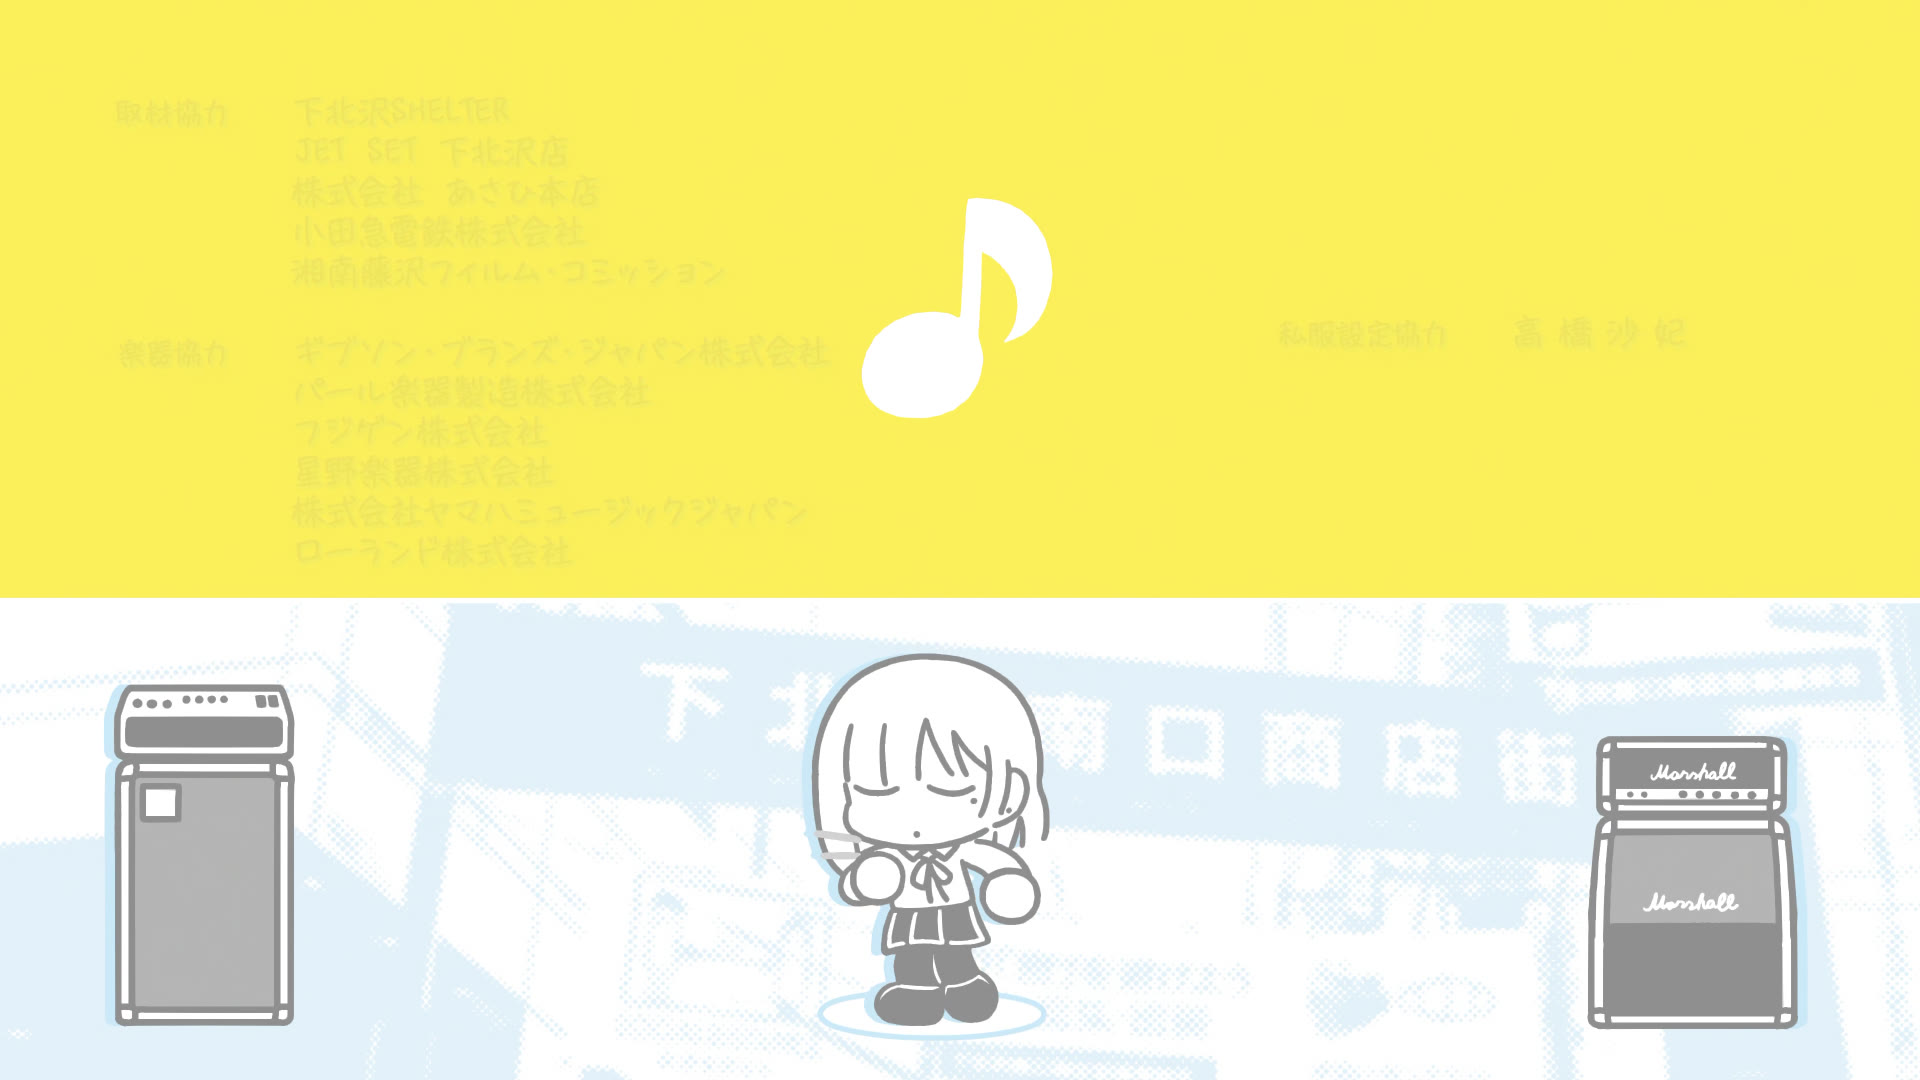 取材協力 下北沢SHELTER
JET SET 下北沢店
株式会社 あさひ本店
小田急電鉄株式会社
湘南藤沢フィルム・コミッション
楽器協力 ギブソン・ブランズ・ジャパン株式会社
パール楽器製造株式会社
フジゲン株式会社
星野楽器株式会社
株式会社ヤマハミュージックジャパン
ローランド株式会社
私服設定協力 高橋沙妃
下北 南口商店街
Marshall
Marshall